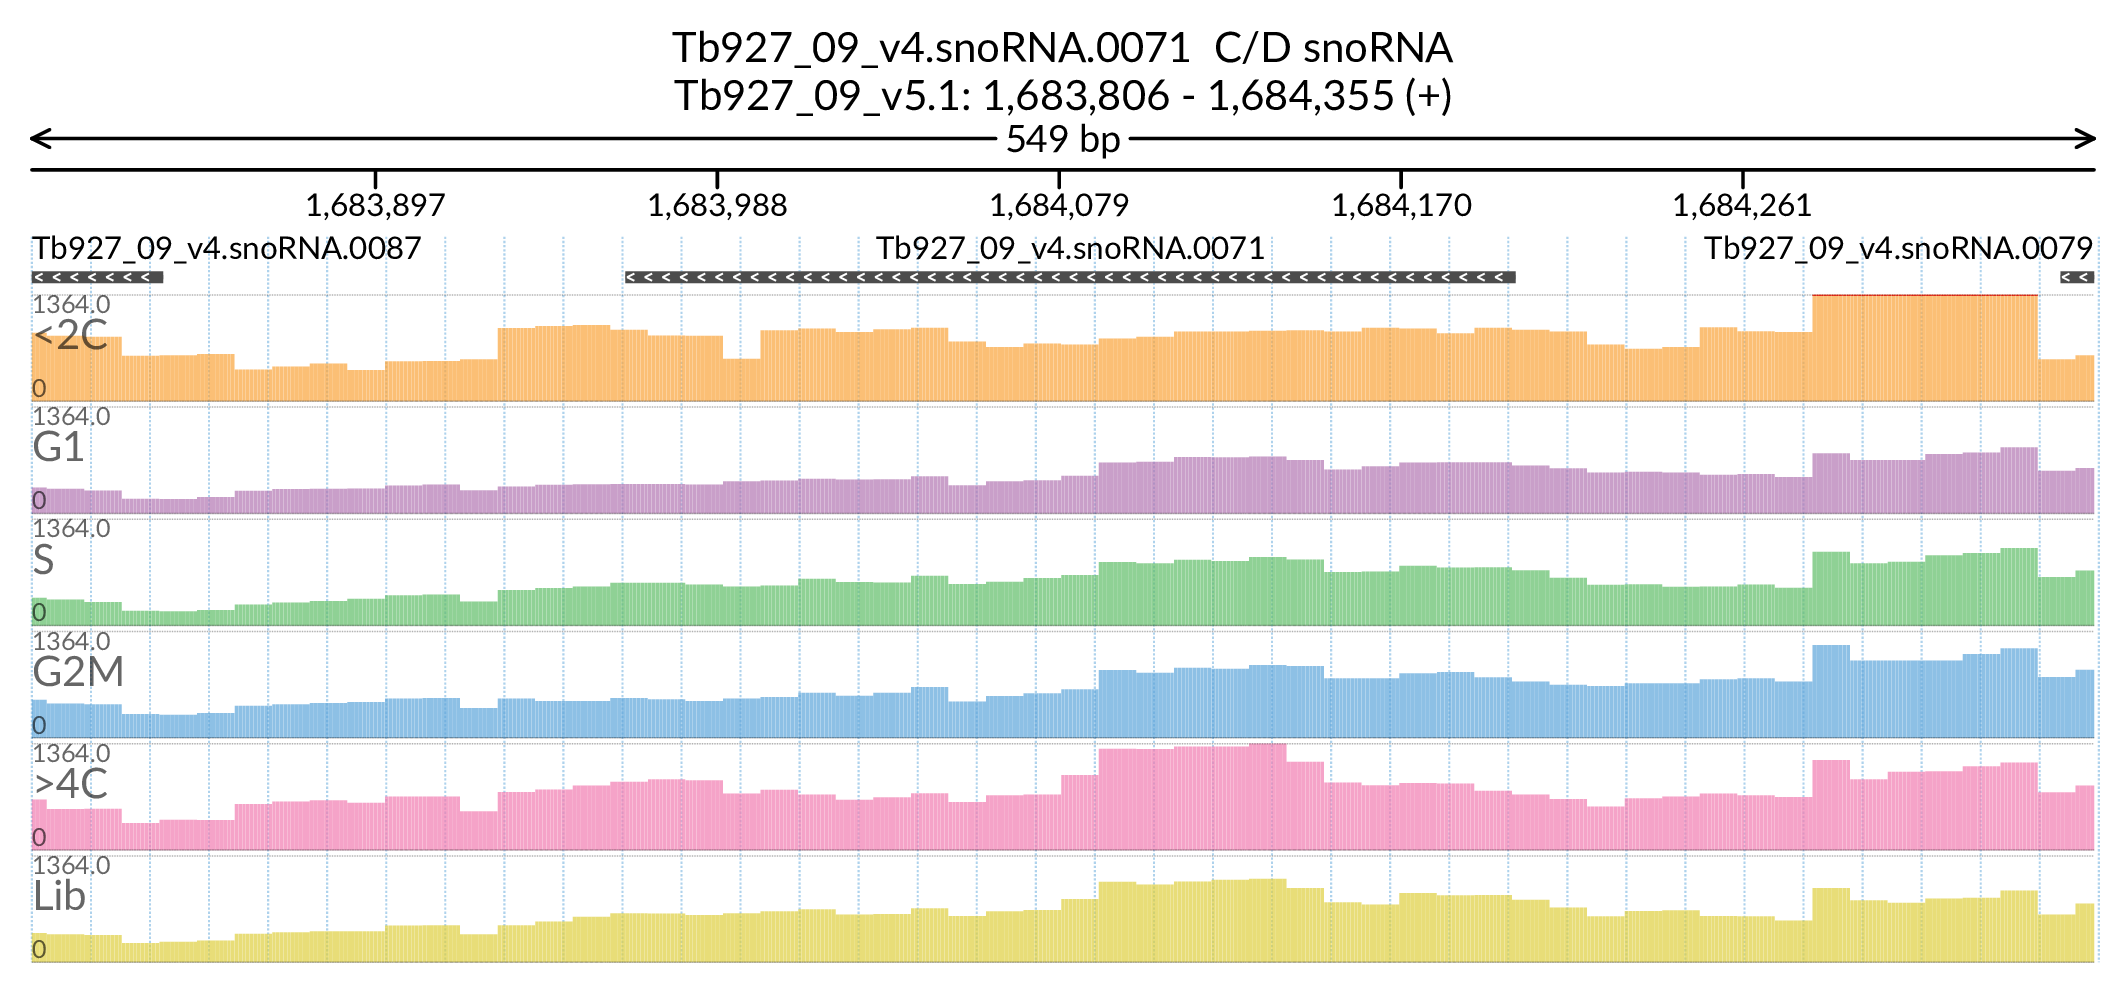 Tb927_09_v4.snoRNA.0071  C/D snoRNA
Tb927_09_v5.1: 1,683,806 - 1,684,355 (+)
549 bp
1,683,897 1,683,988 1,684,079 1,684,170 1,684,261
Tb927_09_v4.snoRNA.0087 Tb927_09_v4.snoRNA.0071 Tb927_09_v4.snoRNA.0079
1364.0
<2C
0
1364.0
G1
0
1364.0
S
0
1364.0
G2M
0
1364.0
>4C
0
1364.0
Lib
0